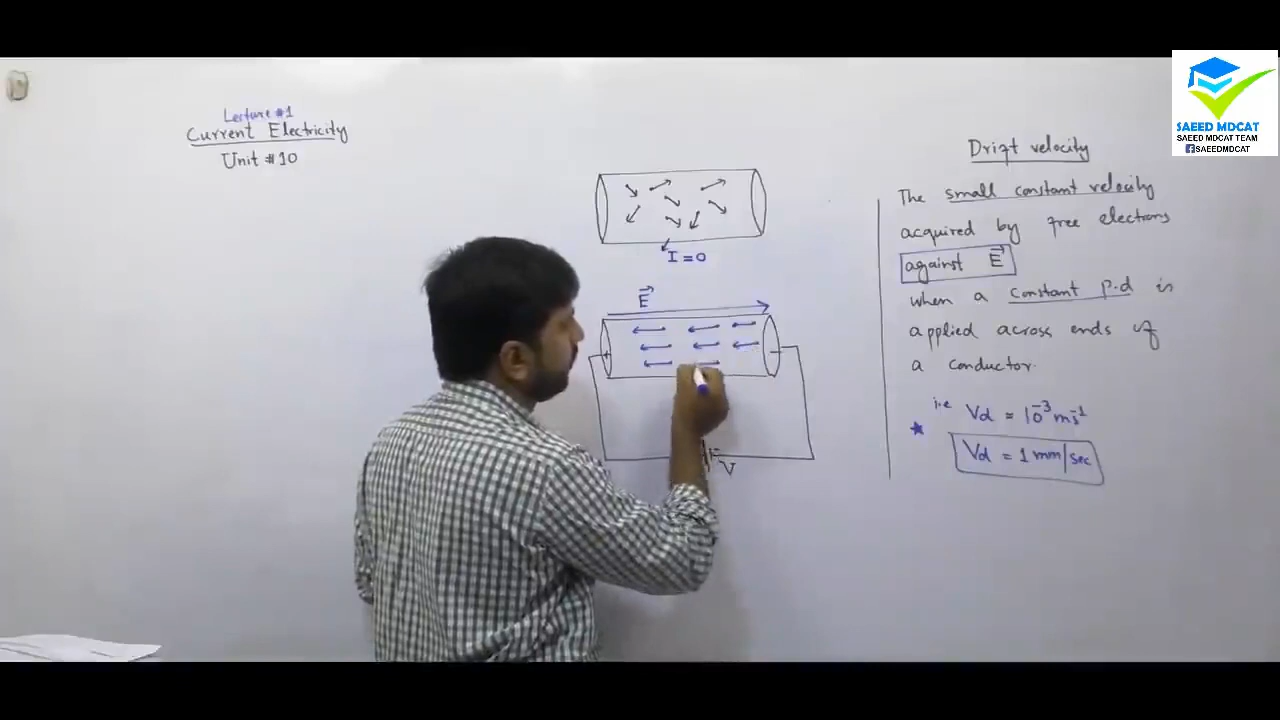 Lecture #1
Current Electricity
Unit #10
I = 0
E
+
-
V
Drift velocity
The small constant velocity
acquired by free electrons
against E
when a constant p.d is
applied across ends of
a conductor.
i.e Vd = 10⁻³ ms⁻¹
Vd = 1 mm/sec
SAEED MDCAT
SAEED MDCAT TEAM
f SAEEDMDCAT